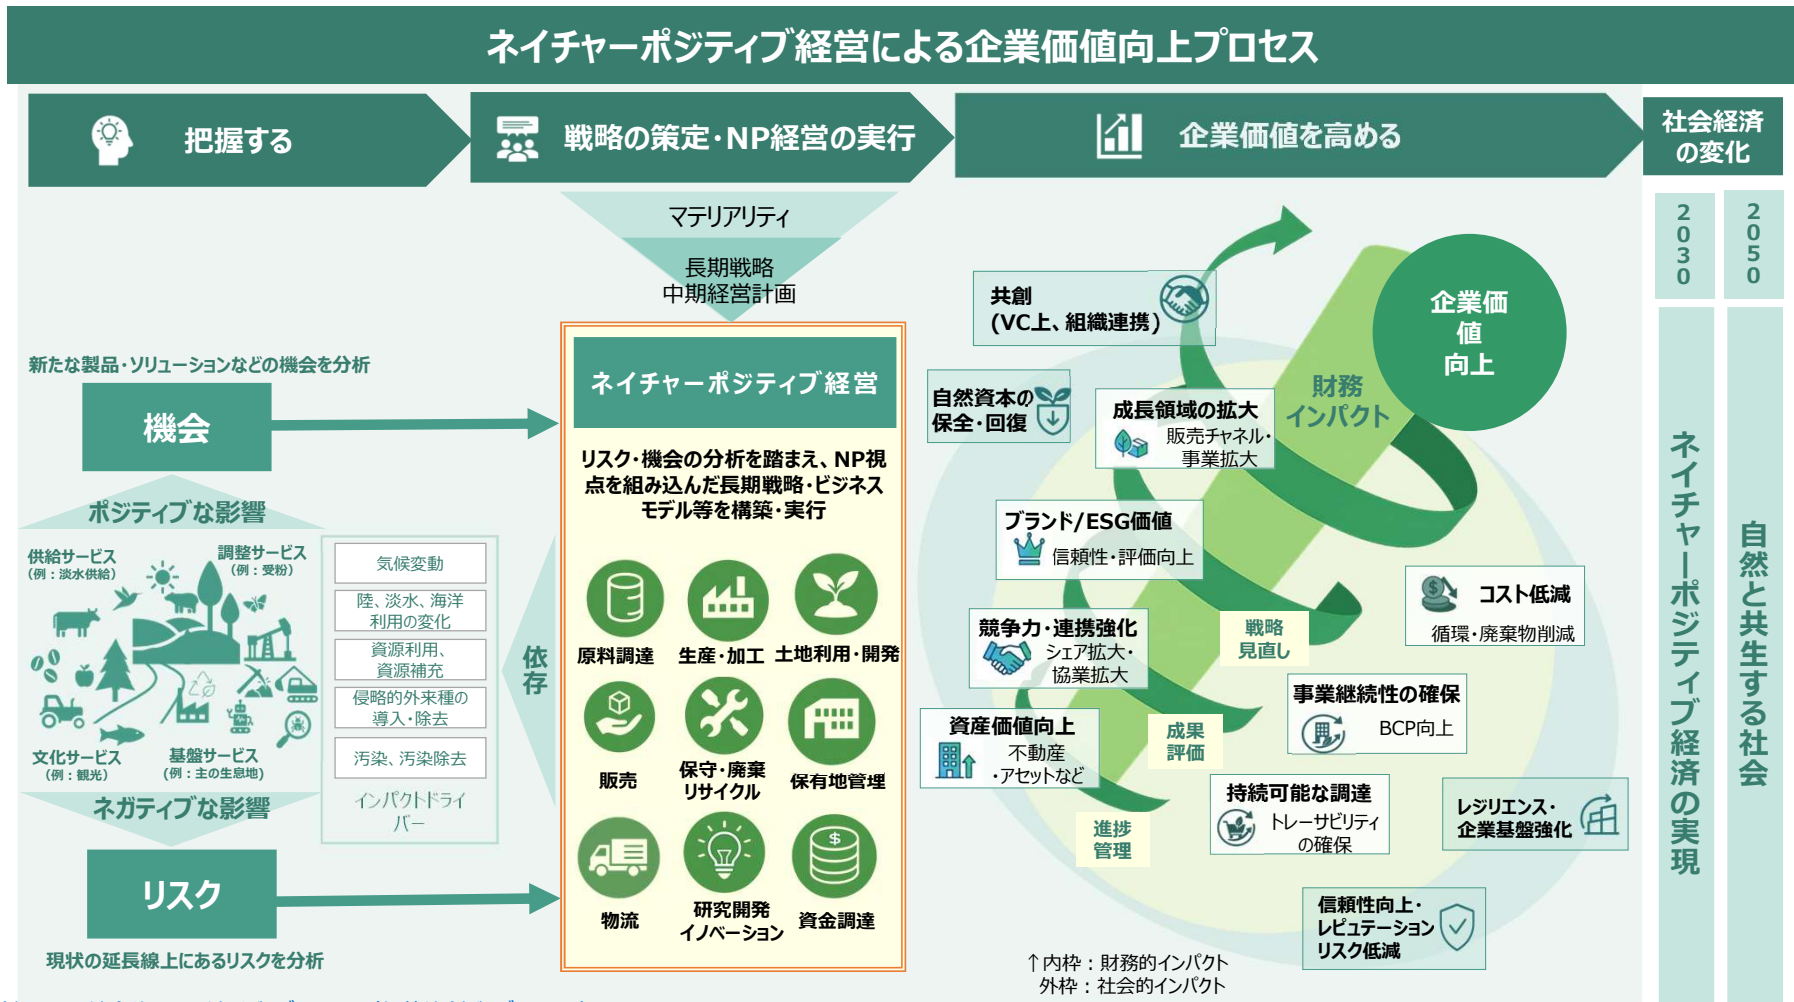 ネイチャーポジティブ経営による企業価値向上プロセス
把握する
戦略の策定・NP経営の実行
企業価値を高める
社会経済
の変化
マテリアリティ
長期戦略
中期経営計画
新たな製品・ソリューションなどの機会を分析
機会
ポジティブな影響
供給サービス
(例：淡水供給)
調整サービス
(例：受粉)
文化サービス
(例：観光)
基盤サービス
(例：主の生息地)
ネガティブな影響
リスク
現状の延長線上にあるリスクを分析
気候変動
陸、淡水、海洋
利用の変化
資源利用、
資源補充
侵略的外来種の
導入・除去
汚染、汚染除去
インパクトドライ
バー
依存
ネイチャーポジティブ経営
リスク・機会の分析を踏まえ、NP視
点を組み込んだ長期戦略・ビジネス
モデル等を構築・実行
原料調達
生産・加工
土地利用・開発
販売
保守・廃棄
リサイクル
保有地管理
物流
研究開発
イノベーション
資金調達
共創
(VC上、組織連携)
自然資本の
保全・回復
成長領域の拡大
販売チャネル・
事業拡大
財務
インパクト
企業価
値
向上
ブランド/ESG価値
信頼性・評価向上
競争力・連携強化
シェア拡大・
協業拡大
資産価値向上
不動産
・アセットなど
戦略
見直し
成果
評価
進捗
管理
コスト低減
循環・廃棄物削減
事業継続性の確保
BCP向上
持続可能な調達
トレーサビリティ
の確保
レジリエンス・
企業基盤強化
信頼性向上・
レピュテーション
リスク低減
↑内枠：財務的インパクト
外枠：社会的インパクト
2030
ネイチャーポジティブ経済の実現
2050
自然と共生する社会